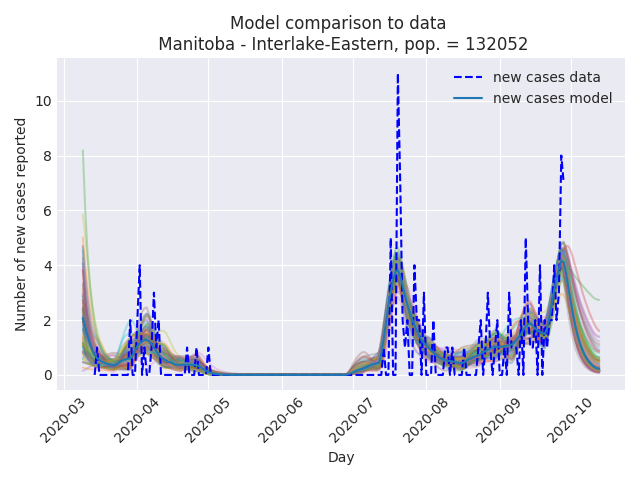 Model comparison to data
Manitoba - Interlake-Eastern, pop. = 132052
new cases data
new cases model
Number of new cases reported
10
8
6
4
2
0
2020-03
2020-04
2020-05
2020-06
2020-07
2020-08
2020-09
2020-10
Day